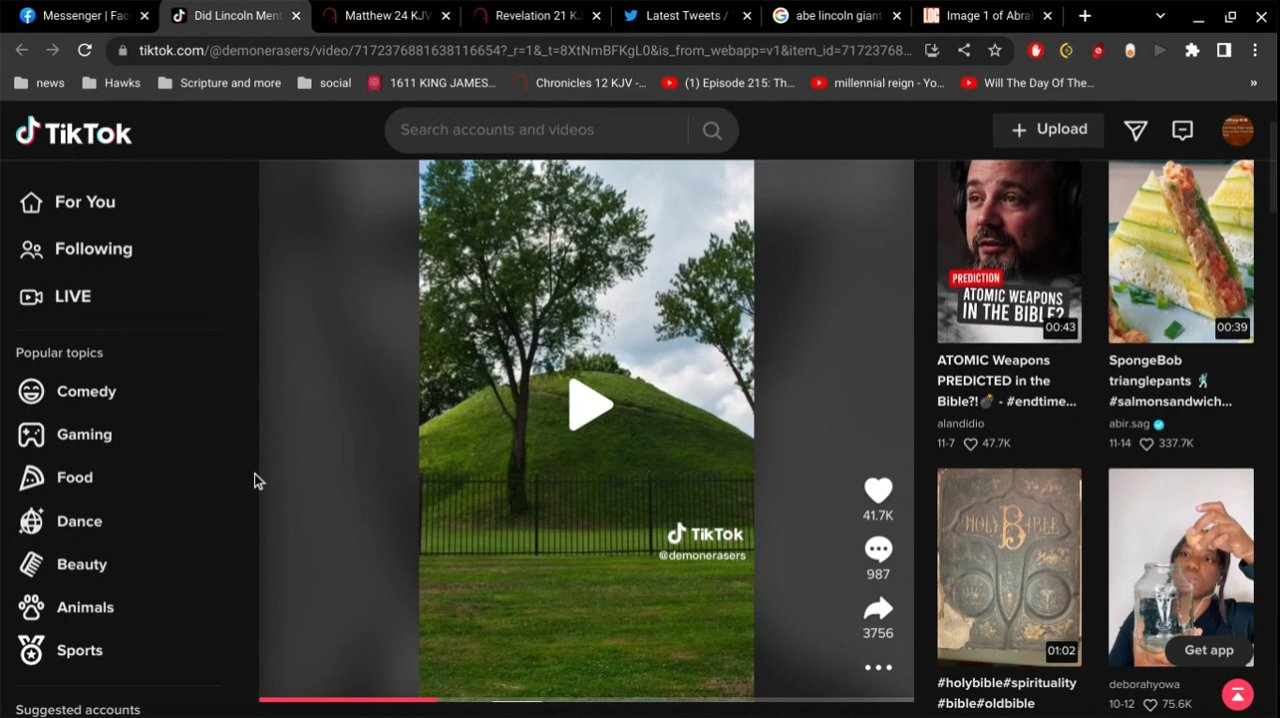 Messenger | Fac
Did Lincoln Ment
Matthew 24 KJV
Revelation 21 KJ
Latest Tweets /
abe lincoln giant
LOC
Image 1 of Abra
tiktok.com/@demonerasers/video/7172376881638116654?_r=1&_t=8XtNmBFKgL0&is_from_webapp=v1&item_id=71723768...
news
Hawks
Scripture and more
social
1611 KING JAMES...
Chronicles 12 KJV -...
(1) Episode 215: Th...
millennial reign - Yo...
Will The Day Of The...
»
TikTok
Search accounts and videos
+ Upload
For You
Following
LIVE
Popular topics
Comedy
Gaming
Food
Dance
Beauty
Animals
Sports
Suggested accounts
TikTok
@demonerasers
41.7K
987
3756
PREDICTION
ATOMIC WEAPONS
IN THE BIBLE?
00:43
ATOMIC Weapons
PREDICTED in the
Bible?!💣 - #endtime...
alandidio
11-7 47.7K
00:39
SpongeBob
trianglepants 🕺
#salmonsandwich...
abir.sag
11-14 337.7K
HOLY BIBLE
01:02
#holybible#spirituality
#bible#oldbible
Get app
deborahyowa
10-12 75.6K